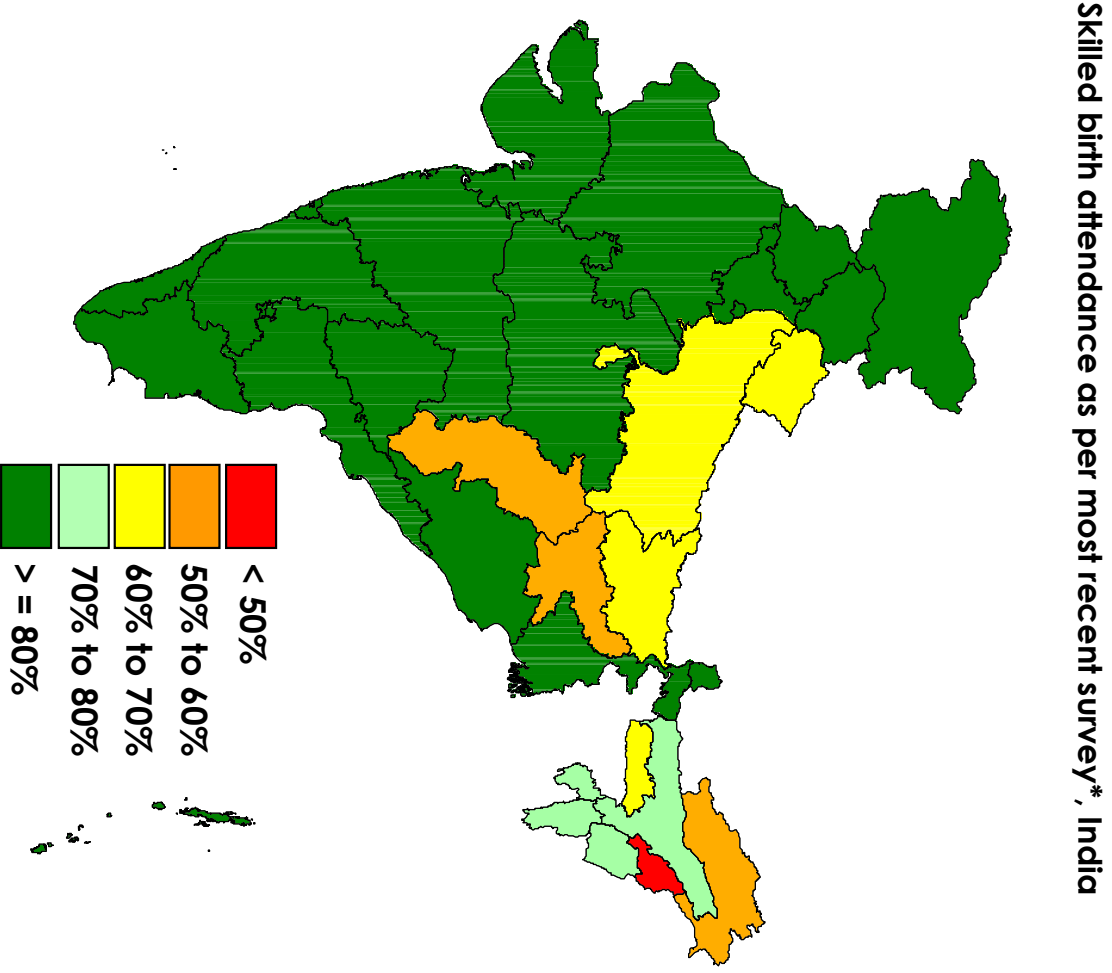 Skilled birth attendance as per most recent survey*, India
< 50%
50% to 60%
60% to 70%
70% to 80%
> = 80%